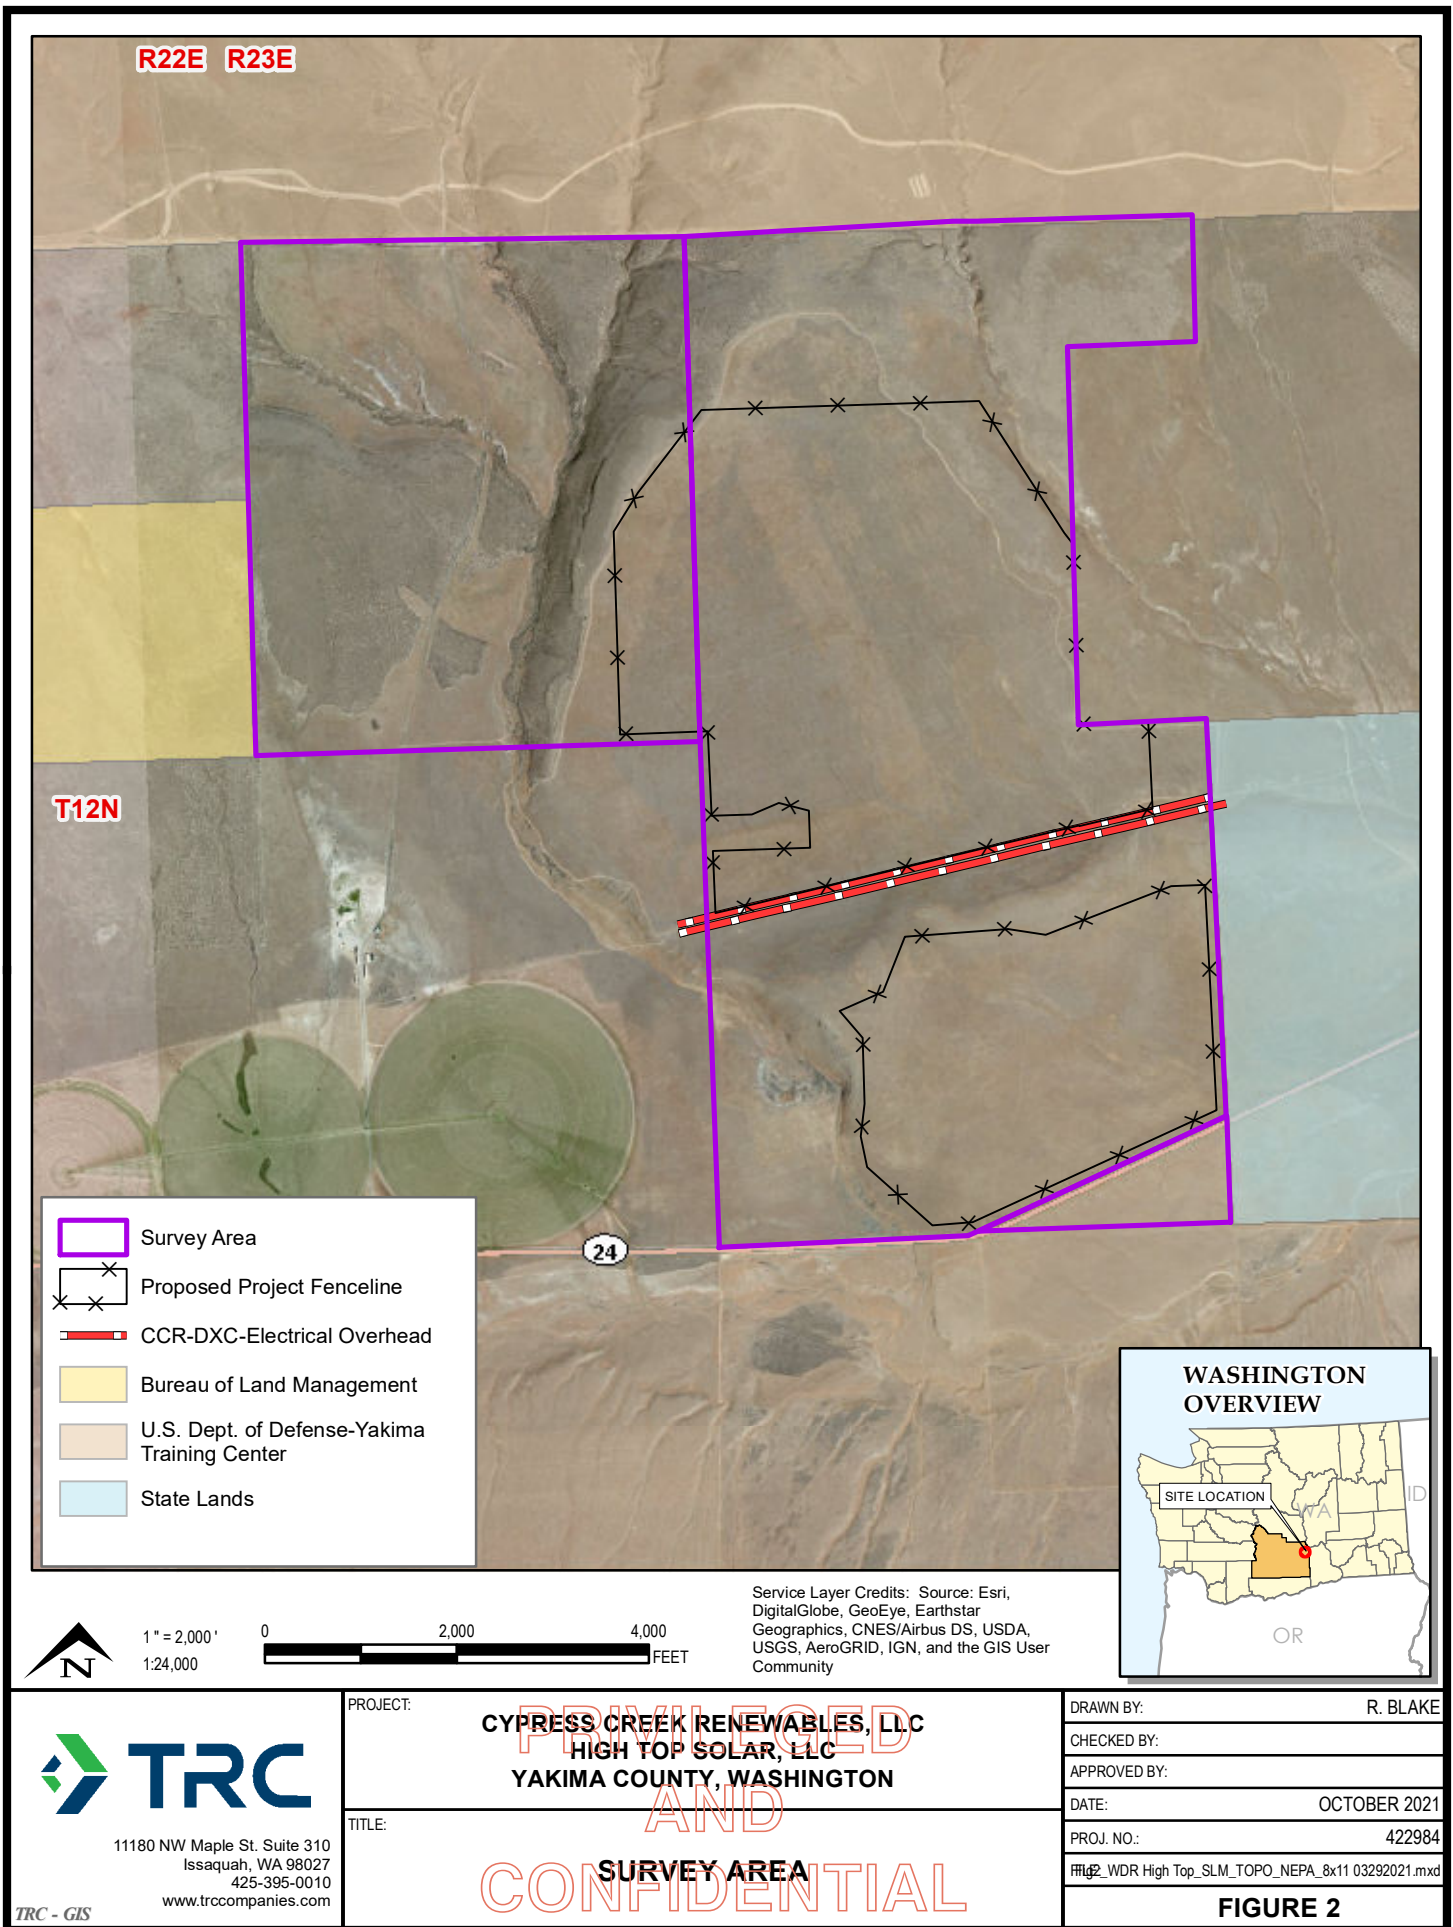 R22E R23E
T12N
24
Survey Area
Proposed Project Fenceline
CCR-DXC-Electrical Overhead
Bureau of Land Management
U.S. Dept. of Defense-Yakima
Training Center
State Lands
WASHINGTON
OVERVIEW
SITE LOCATION
WA
ID
OR
N
1 " = 2,000 '
1:24,000
0 2,000 4,000
FEET
Service Layer Credits: Source: Esri,
DigitalGlobe, GeoEye, Earthstar
Geographics, CNES/Airbus DS, USDA,
USGS, AeroGRID, IGN, and the GIS User
Community
TRC
11180 NW Maple St. Suite 310
Issaquah, WA 98027
425-395-0010
www.trccompanies.com
TRC - GIS
PROJECT:
CYPRESS CREEK RENEWABLES, LLC
HIGH TOP SOLAR, LLC
YAKIMA COUNTY, WASHINGTON
TITLE:
SURVEY AREA
PRIVILEGED
AND
CONFIDENTIAL
DRAWN BY: R. BLAKE
CHECKED BY:
APPROVED BY:
DATE: OCTOBER 2021
PROJ. NO.: 422984
_WDR High Top_SLM_TOPO_NEPA_8x11 03292021.mxd
FIGURE 2